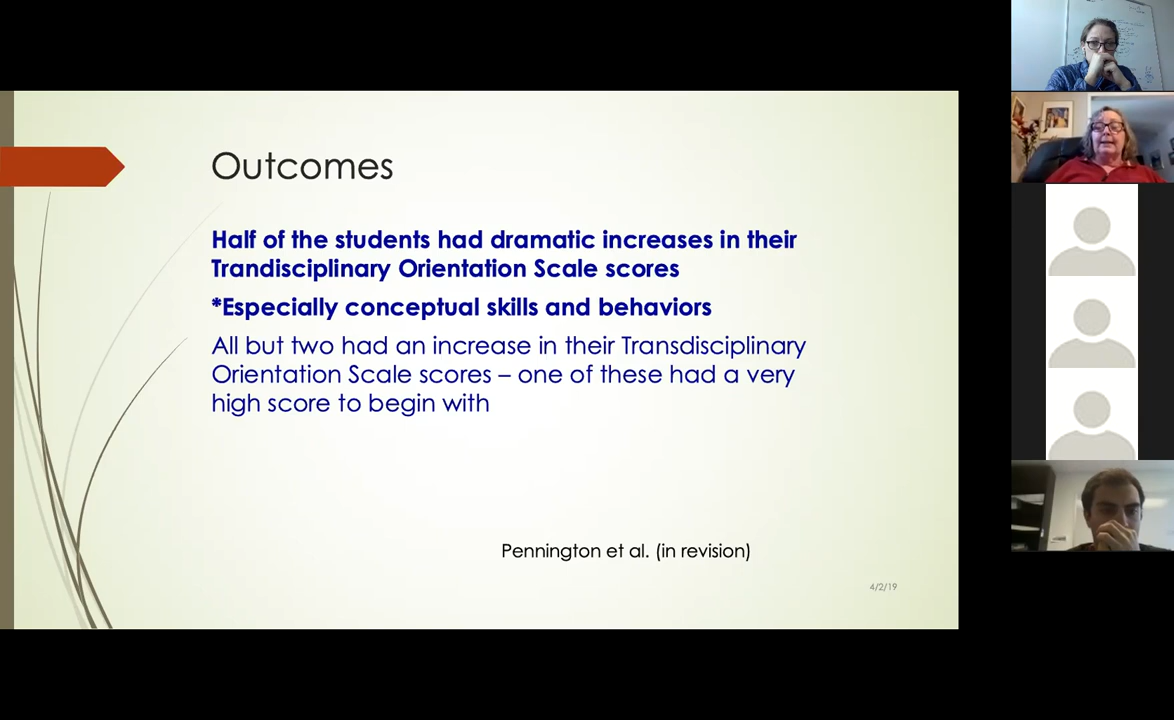 Outcomes
Half of the students had dramatic increases in their
Trandisciplinary Orientation Scale scores
*Especially conceptual skills and behaviors
All but two had an increase in their Transdisciplinary
Orientation Scale scores – one of these had a very
high score to begin with
Pennington et al. (in revision)
4/2/19